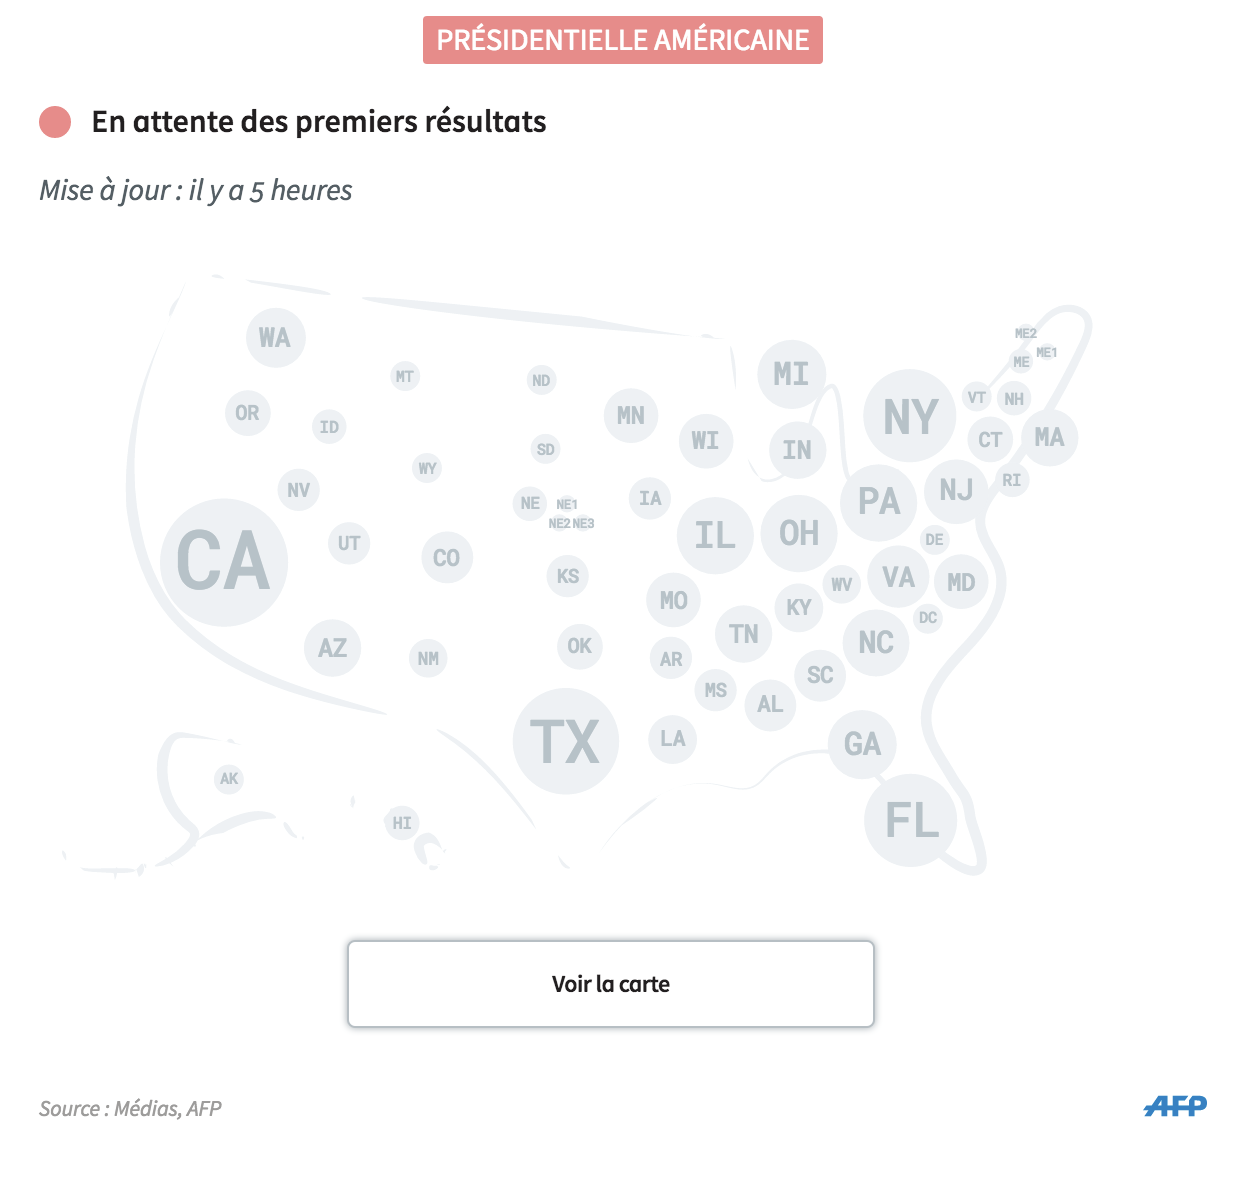 PRÉSIDENTIELLE AMÉRICAINE
En attente des premiers résultats
Mise à jour : il y a 5 heures
WA
MI
ME2
ME1
ME
MT
ND
NY
VT
NH
OR
ID
MN
WI
IN
CT
MA
SD
WY
NV
NE
NE1
NE2
NE3
IA
PA
NJ
RI
CA
UT
CO
IL
OH
DE
KS
WV
VA
MD
MO
KY
DC
AZ
NM
OK
AR
TN
NC
MS
SC
AL
TX
LA
GA
AK
HI
FL
Voir la carte
Source : Médias, AFP
AFP